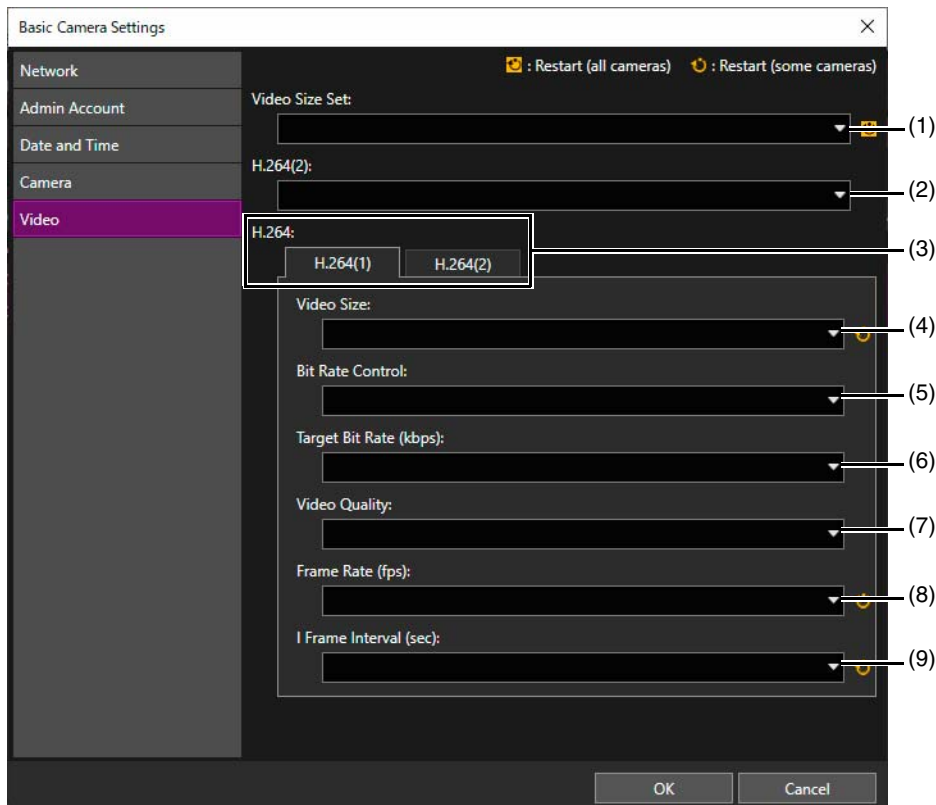 Basic Camera Settings
Network
Admin Account
Date and Time
Camera
Video
: Restart (all cameras) : Restart (some cameras)
Video Size Set:
(1)
H.264(2):
(2)
H.264:
(3)
H.264(1) H.264(2)
Video Size:
(4)
Bit Rate Control:
(5)
Target Bit Rate (kbps):
(6)
Video Quality:
(7)
Frame Rate (fps):
(8)
I Frame Interval (sec):
(9)
OK Cancel